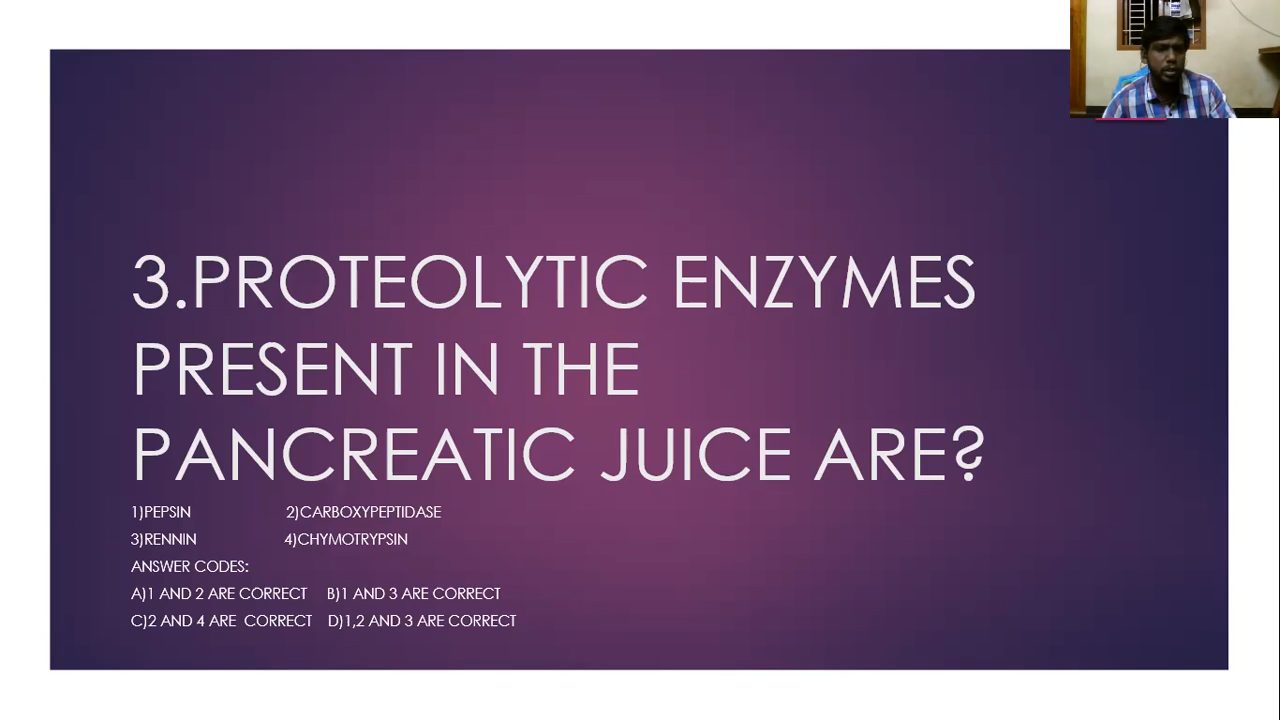 3.PROTEOLYTIC ENZYMES
PRESENT IN THE
PANCREATIC JUICE ARE?
1)PEPSIN 2)CARBOXYPEPTIDASE
3)RENNIN 4)CHYMOTRYPSIN
ANSWER CODES:
A)1 AND 2 ARE CORRECT B)1 AND 3 ARE CORRECT
C)2 AND 4 ARE CORRECT D)1,2 AND 3 ARE CORRECT